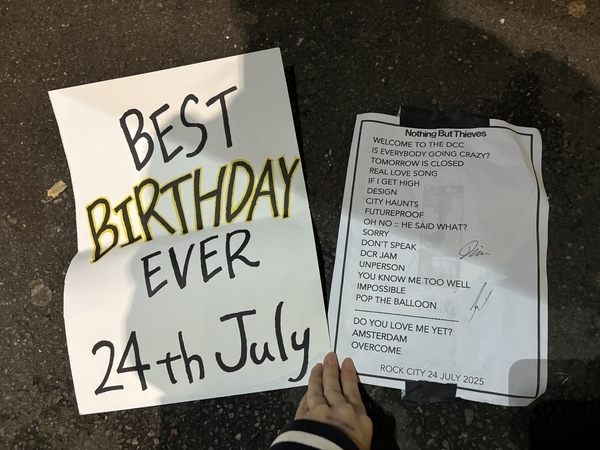 BEST
BIRTHDAY
EVER
24th July
Nothing But Thieves
WELCOME TO THE DCC
IS EVERYBODY GOING CRAZY?
TOMORROW IS CLOSED
REAL LOVE SONG
IF I GET HIGH
DESIGN
CITY HAUNTS
FUTUREPROOF
OH NO :: HE SAID WHAT?
SORRY
DON'T SPEAK
DCR JAM
UNPERSON
YOU KNOW ME TOO WELL
IMPOSSIBLE
POP THE BALLOON
DO YOU LOVE ME YET?
AMSTERDAM
OVERCOME
ROCK CITY 24 JULY 2025